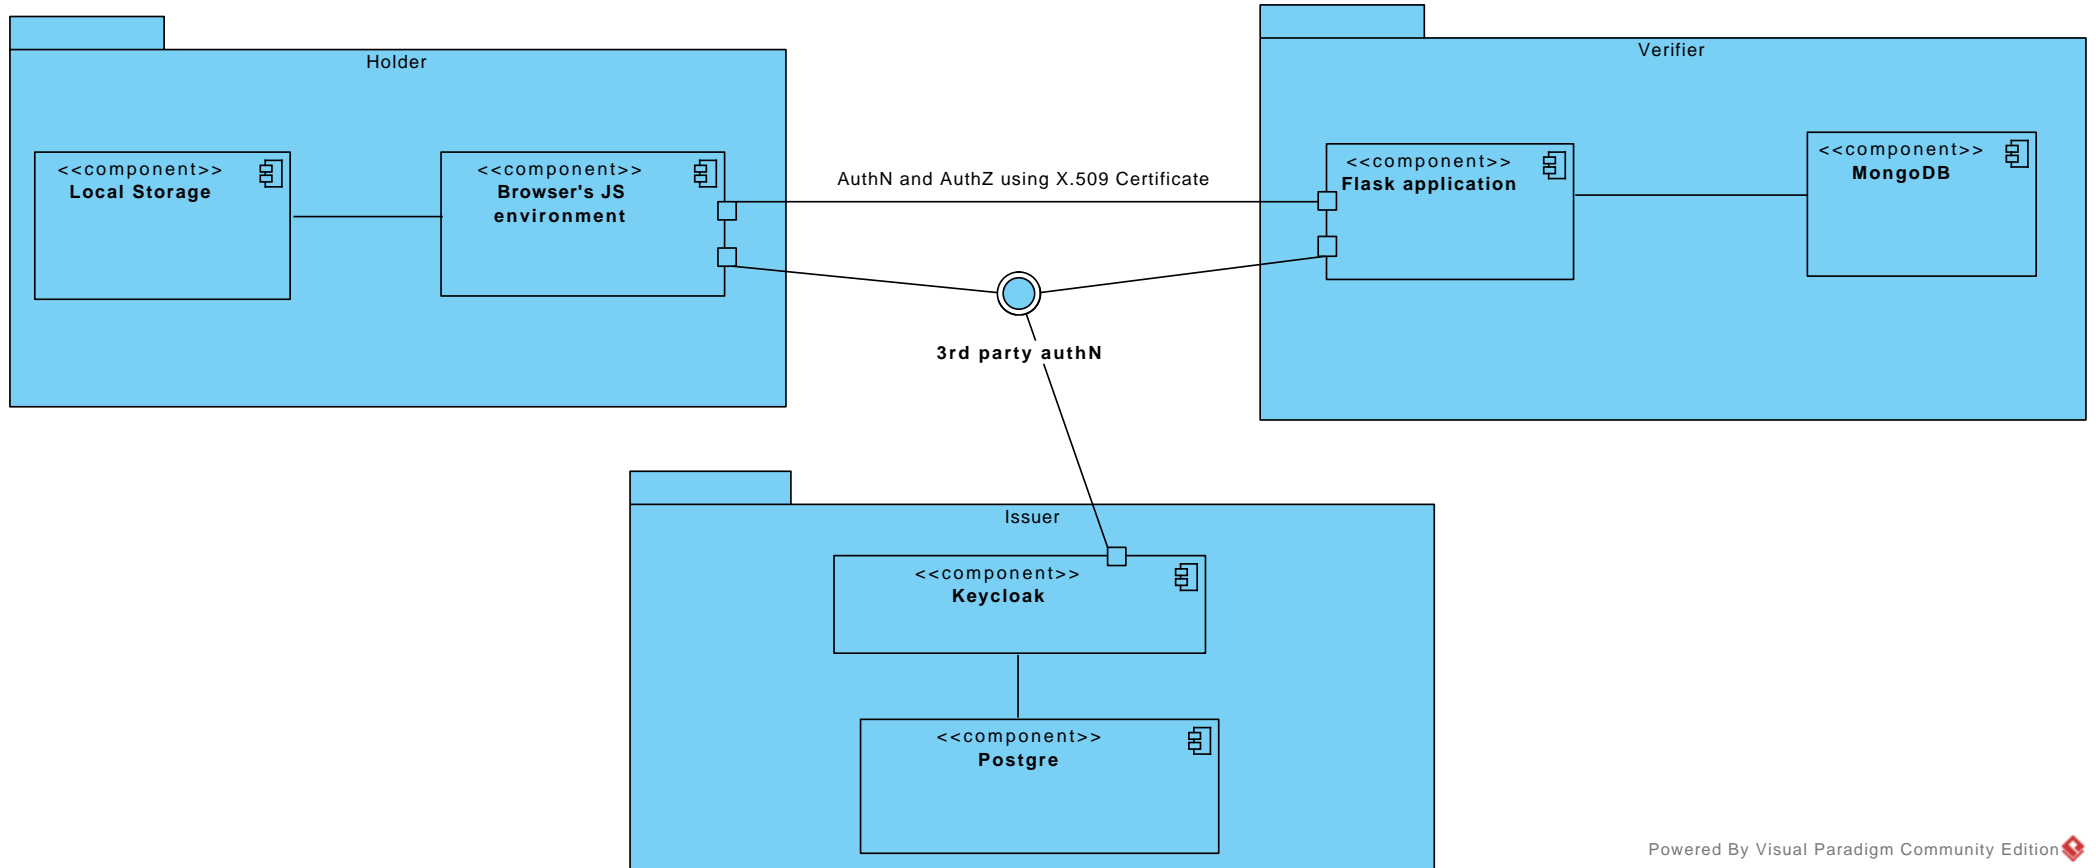 Holder
<<component>>
Local Storage
<<component>>
Browser's JS
environment
AuthN and AuthZ using X.509 Certificate
3rd party authN
Verifier
<<component>>
Flask application
<<component>>
MongoDB
Issuer
<<component>>
Keycloak
<<component>>
Postgre
Powered By Visual Paradigm Community Edition